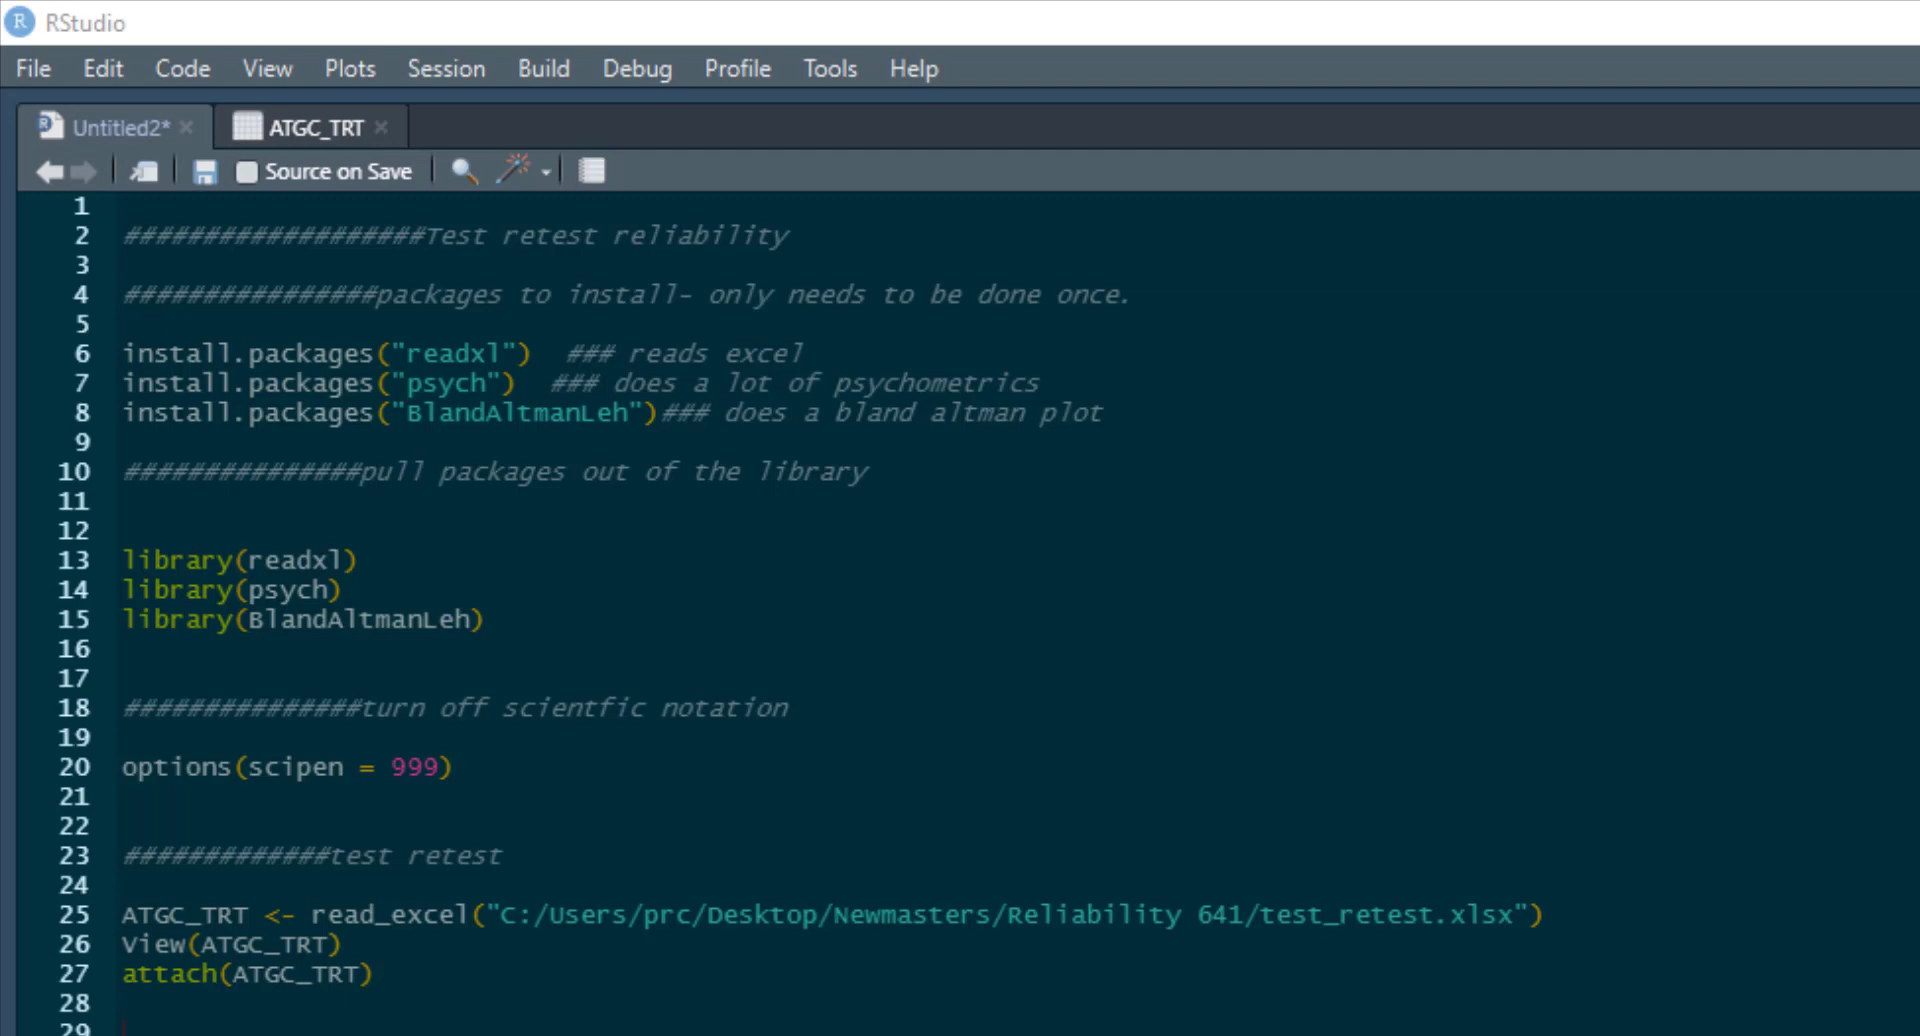 RStudio
File Edit Code View Plots Session Build Debug Profile Tools Help
Untitled2* ATGC_TRT
Source on Save
1
2 ###################Test retest reliability
3
4 ################packages to install- only needs to be done once.
5
6 install.packages("readxl")  ### reads excel
7 install.packages("psych")  ### does a lot of psychometrics
8 install.packages("BlandAltmanLeh")### does a bland altman plot
9
10 ###############pull packages out of the library
11
12
13 library(readxl)
14 library(psych)
15 library(BlandAltmanLeh)
16
17
18 ###############turn off scientfic notation
19
20 options(scipen = 999)
21
22
23 #############test retest
24
25 ATGC_TRT <- read_excel("C:/Users/prc/Desktop/Newmasters/Reliability 641/test_retest.xlsx")
26 View(ATGC_TRT)
27 attach(ATGC_TRT)
28
29